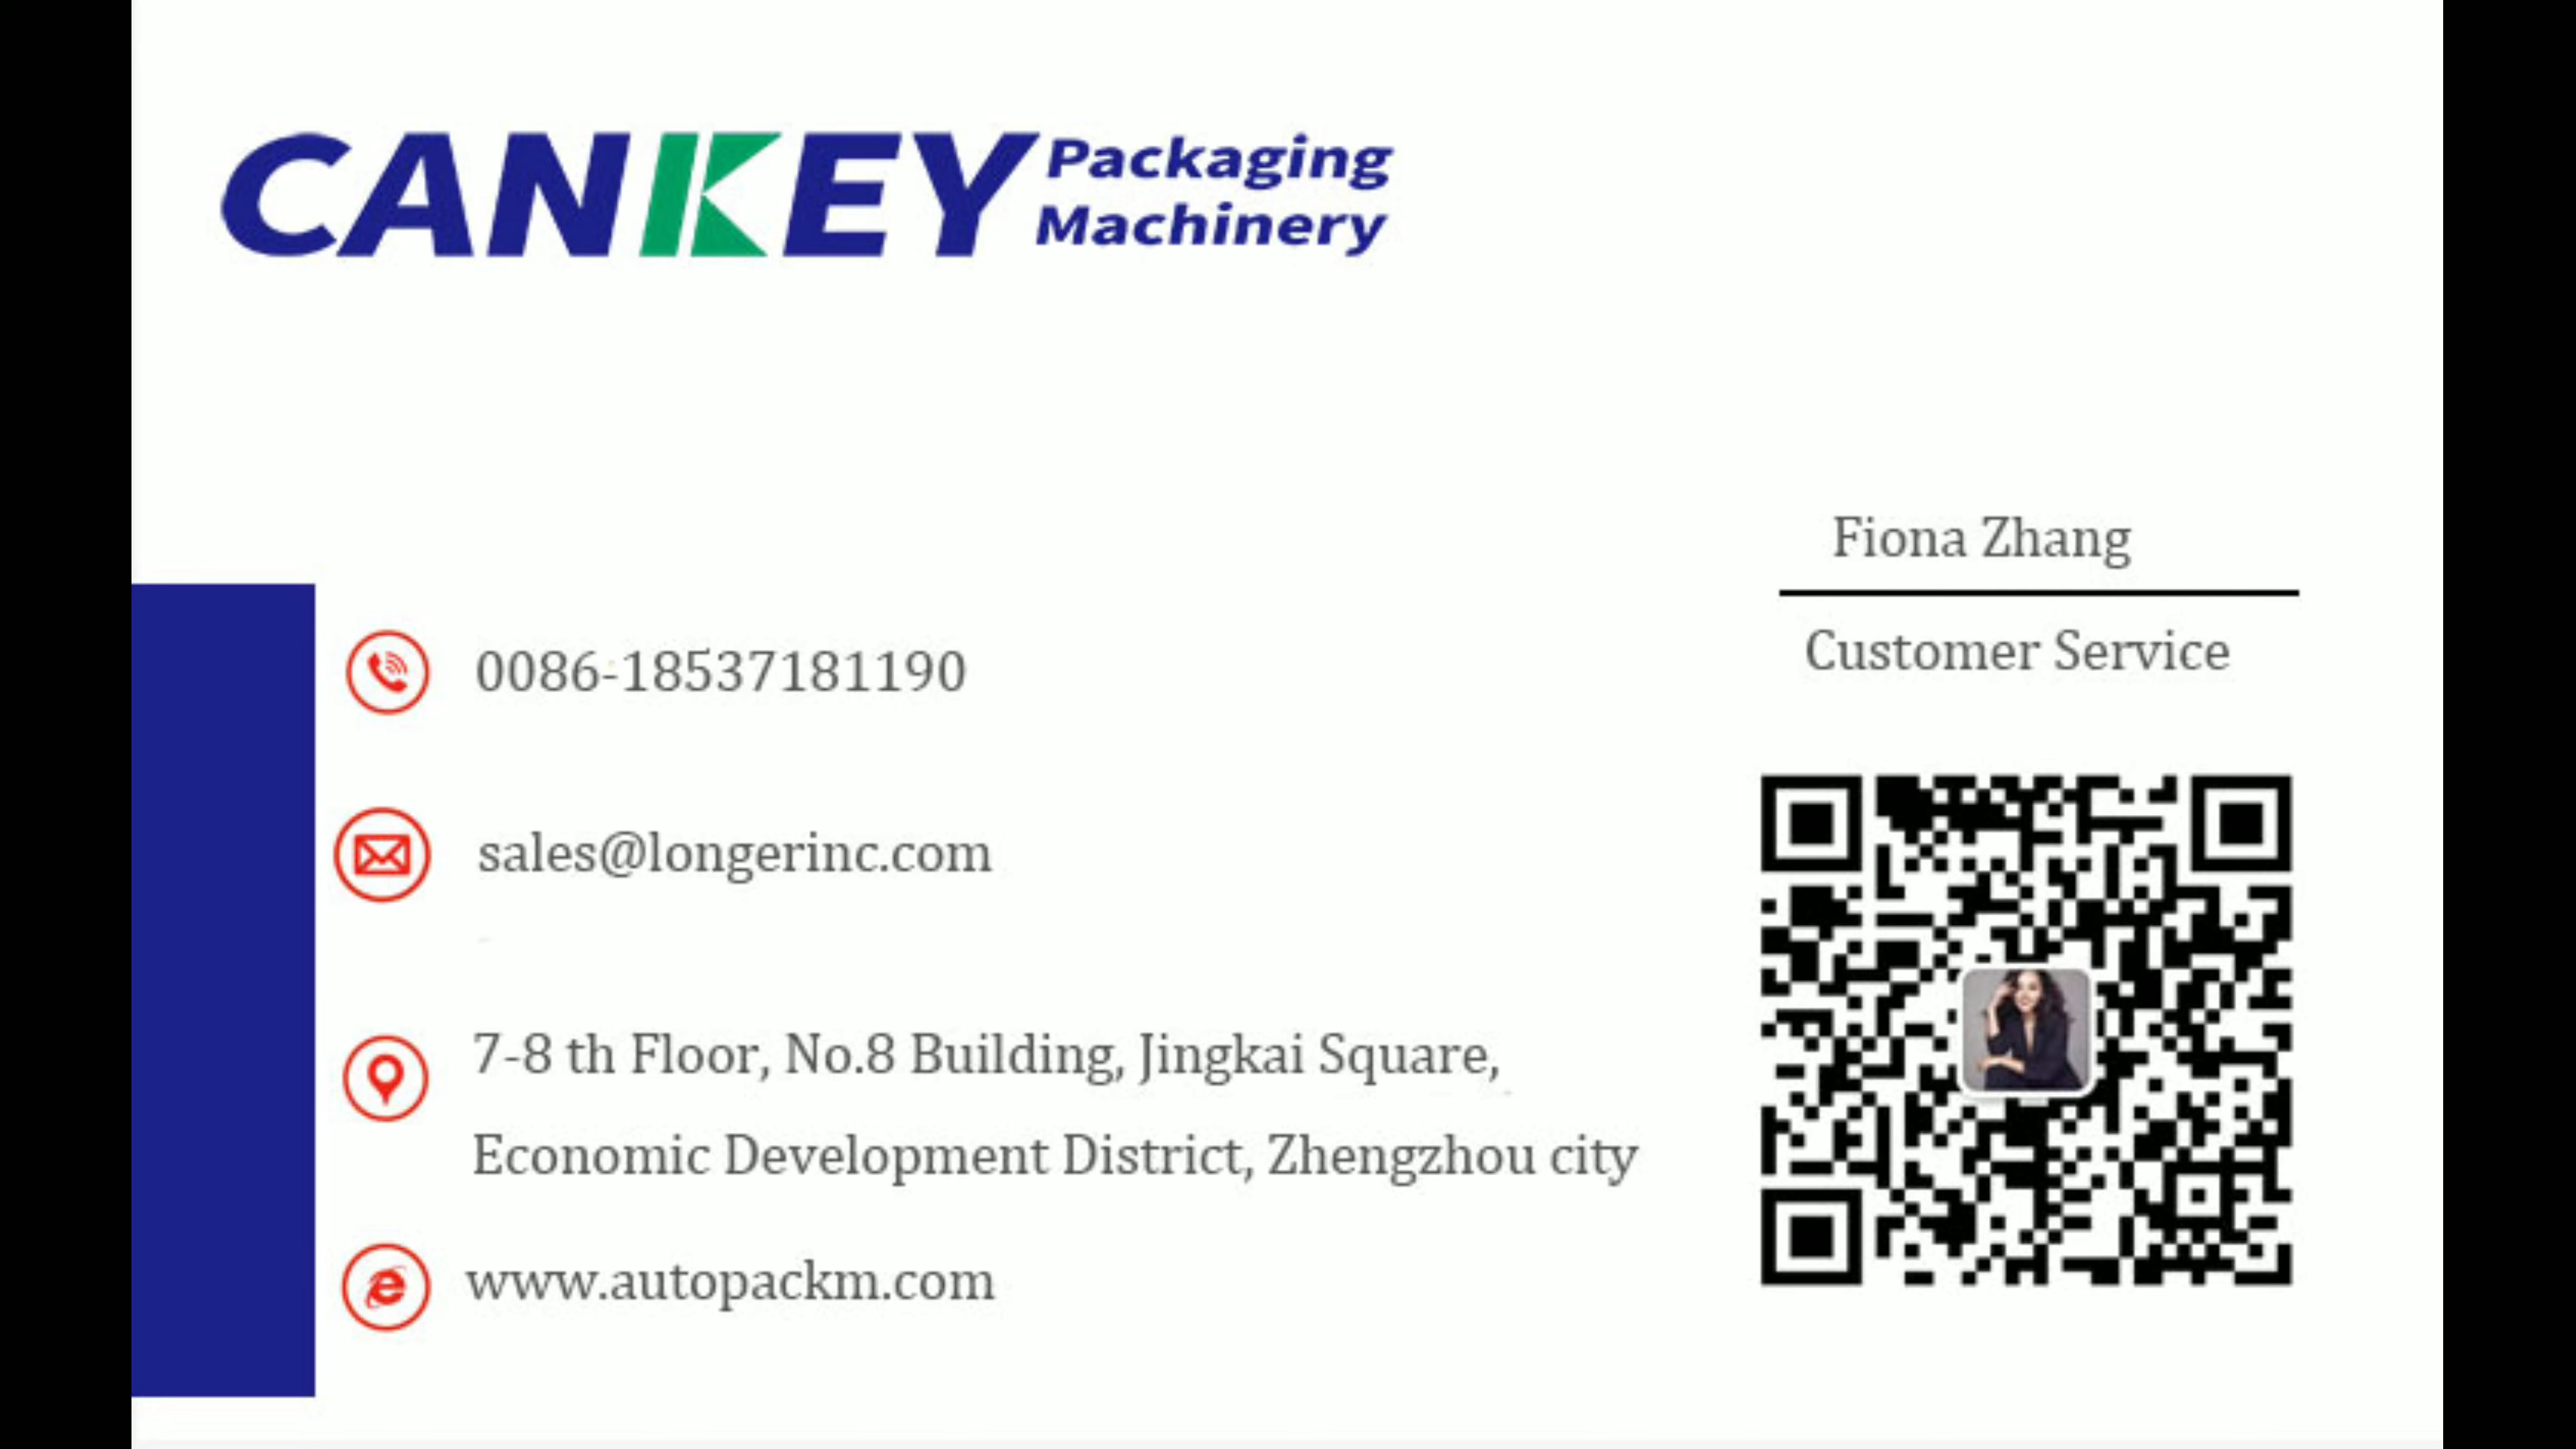 CANKEY Packaging
Machinery
Fiona Zhang
Customer Service
0086-18537181190
sales@longerinc.com
7-8 th Floor, No.8 Building, Jingkai Square,
Economic Development District, Zhengzhou city
www.autopackm.com